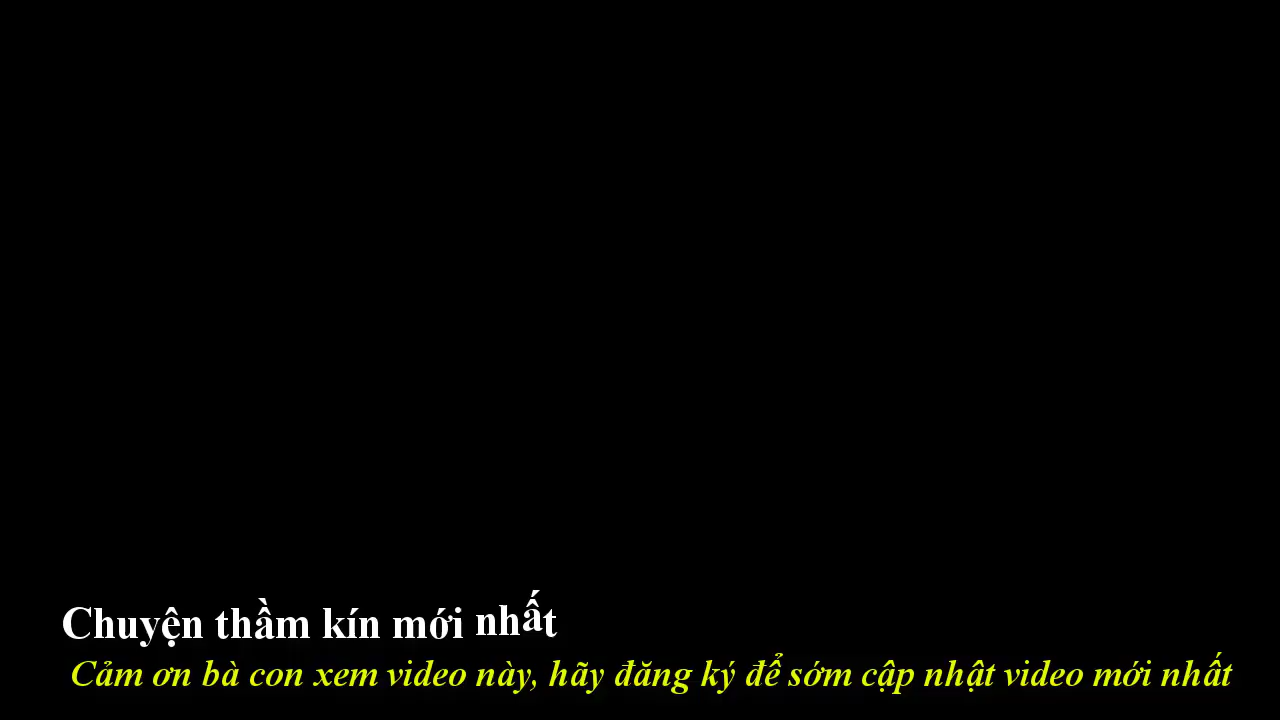 Chuyện thầm kín mới nhất
Cảm ơn bà con xem video này, hãy đăng ký để sớm cập nhật video mới nhất